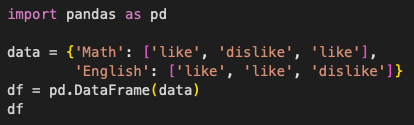 import pandas as pd
data = {'Math': ['like', 'dislike', 'like'],
'English': ['like', 'like', 'dislike']}
df = pd.DataFrame(data)
df